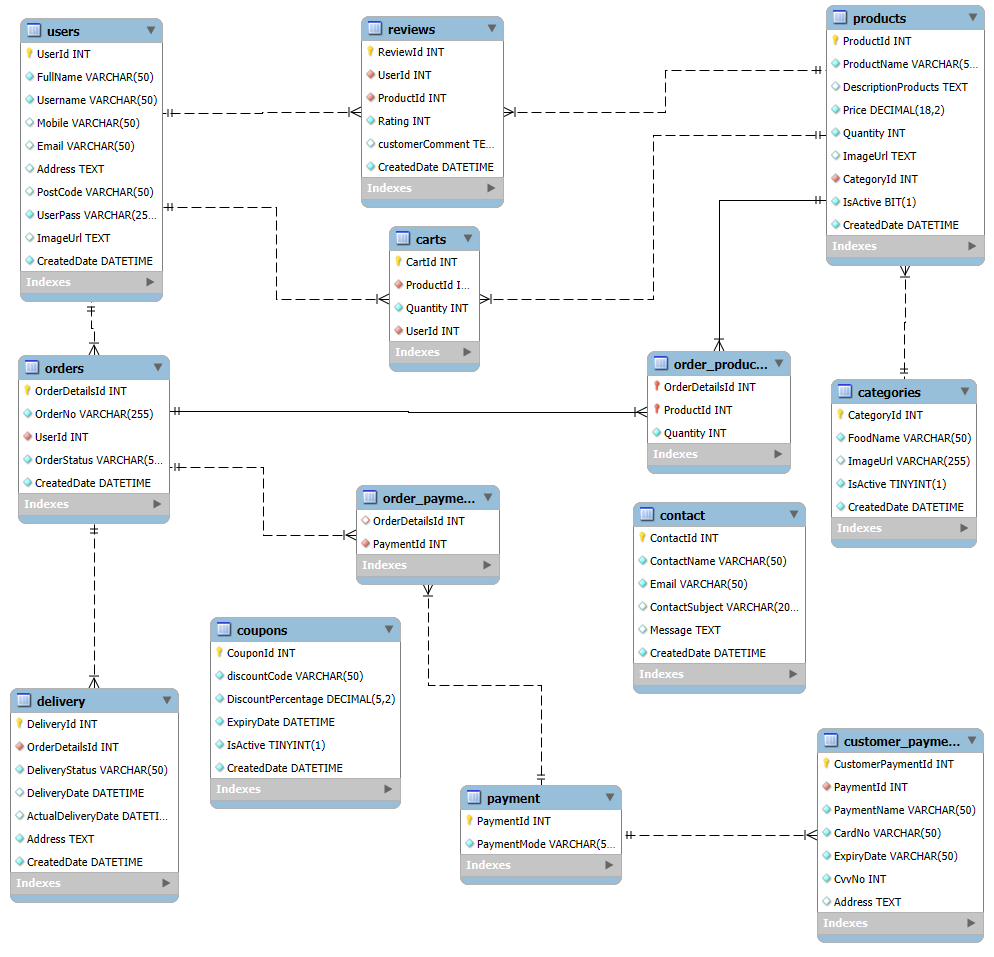 users
UserId INT
FullName VARCHAR(50)
Username VARCHAR(50)
Mobile VARCHAR(50)
Email VARCHAR(50)
Address TEXT
PostCode VARCHAR(50)
UserPass VARCHAR(25...
ImageUrl TEXT
CreatedDate DATETIME
Indexes
reviews
ReviewId INT
UserId INT
ProductId INT
Rating INT
customerComment TE...
CreatedDate DATETIME
Indexes
products
ProductId INT
ProductName VARCHAR(5...
DescriptionProducts TEXT
Price DECIMAL(18,2)
Quantity INT
ImageUrl TEXT
CategoryId INT
IsActive BIT(1)
CreatedDate DATETIME
Indexes
carts
CartId INT
ProductId I...
Quantity INT
UserId INT
Indexes
orders
OrderDetailsId INT
OrderNo VARCHAR(255)
UserId INT
OrderStatus VARCHAR(5...
CreatedDate DATETIME
Indexes
order_produc...
OrderDetailsId INT
ProductId INT
Quantity INT
Indexes
categories
CategoryId INT
FoodName VARCHAR(50)
ImageUrl VARCHAR(255)
IsActive TINYINT(1)
CreatedDate DATETIME
Indexes
order_payme...
OrderDetailsId INT
PaymentId INT
Indexes
contact
ContactId INT
ContactName VARCHAR(50)
Email VARCHAR(50)
ContactSubject VARCHAR(20...
Message TEXT
CreatedDate DATETIME
Indexes
coupons
CouponId INT
discountCode VARCHAR(50)
DiscountPercentage DECIMAL(5,2)
ExpiryDate DATETIME
IsActive TINYINT(1)
CreatedDate DATETIME
Indexes
delivery
DeliveryId INT
OrderDetailsId INT
DeliveryStatus VARCHAR(50)
DeliveryDate DATETIME
ActualDeliveryDate DATETI...
Address TEXT
CreatedDate DATETIME
Indexes
payment
PaymentId INT
PaymentMode VARCHAR(5...
Indexes
customer_payme...
CustomerPaymentId INT
PaymentId INT
PaymentName VARCHAR(50)
CardNo VARCHAR(50)
ExpiryDate VARCHAR(50)
CvvNo INT
Address TEXT
Indexes